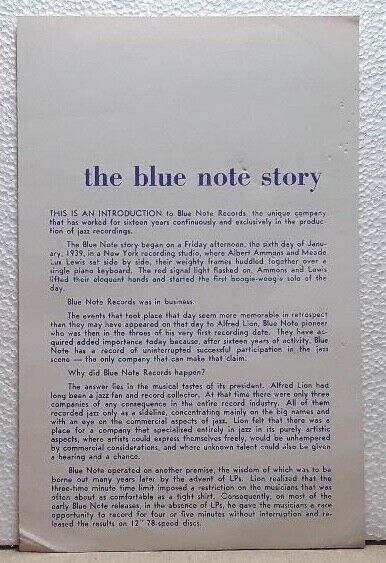 the blue note story
THIS IS AN INTRODUCTION to Blue Note Records, the unique company
that has worked for sixteen years continuously and exclusively in the produc-
tion of jazz recordings.
The Blue Note story began on a Friday afternoon, the sixth day of Janu-
ary, 1939, in a New York recording studio, where Albert Ammons and Meade
Lux Lewis sat side by side, their weighty frames huddled together over a
single piano keyboard. The red signal light flashed on. Ammons and Lewis
lifted their eloquent hands and started the first boogie-woogie solo of the
day.
Blue Note Records was in business.
The events that took place that day seem more memorable in retrospect
than they may have appeared on that day to Alfred Lion, Blue Note pioneer
who was then in the throes of his very first recording date. They have ac-
quired added importance today because, after sixteen years of activity, Blue
Note has a record of uninterrupted successful participation in the jazz
scene — the only company that can make that claim.
Why did Blue Note Records happen?
The answer lies in the musical tastes of its president. Alfred Lion had
long been a jazz fan and record collector. At that time there were only three
companies of any consequence in the entire record industry. All of them
recorded jazz only as a sideline, concentrating mainly on the big names and
with an eye on the commercial aspects of jazz. Lion felt that there was a
place for a company that specialized entirely in jazz in its purely artistic
aspects, where artists could express themselves freely, would be unhampered
by commercial considerations, and where unknown talent could also be given
a hearing and a chance.
Blue Note operated on another premise, the wisdom of which was to be
borne out many years later by the advent of LPs. Lion realized that the
three-time minute time limit imposed a restriction on the musicians that was
often about as comfortable as a tight shirt. Consequently, on most of the
early Blue Note releases, in the absence of LPs, he gave the musicians a rare
opportunity to record for four or five minutes without interruption and re-
leased the results on 12" 78-speed discs.